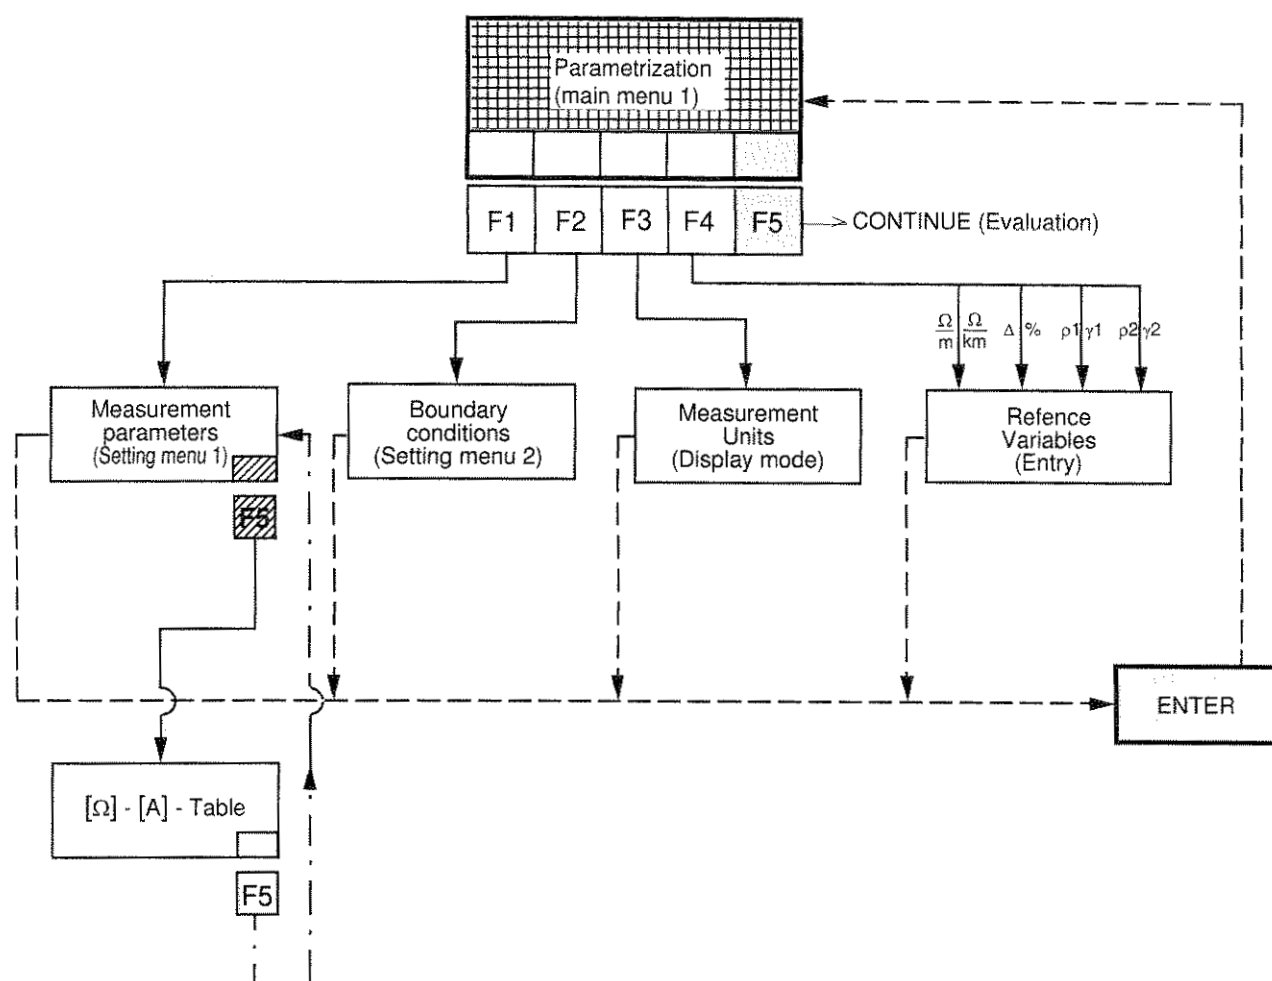 Parametrization
(main menu 1)
F1 F2 F3 F4 F5
CONTINUE (Evaluation)
Ω/m Ω/km Δ % ρ1 γ1 ρ2 γ2
Measurement
parameters
(Setting menu 1)
F5
Boundary
conditions
(Setting menu 2)
Measurement
Units
(Display mode)
Refence
Variables
(Entry)
ENTER
[Ω] - [A] - Table
F5